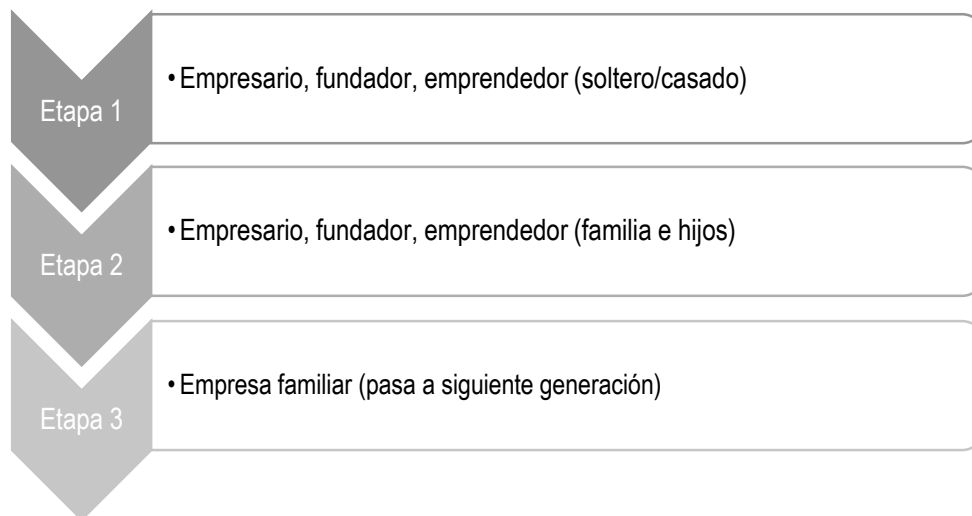 Etapa 1
• Empresario, fundador, emprendedor (soltero/casado)
Etapa 2
• Empresario, fundador, emprendedor (familia e hijos)
Etapa 3
• Empresa familiar (pasa a siguiente generación)